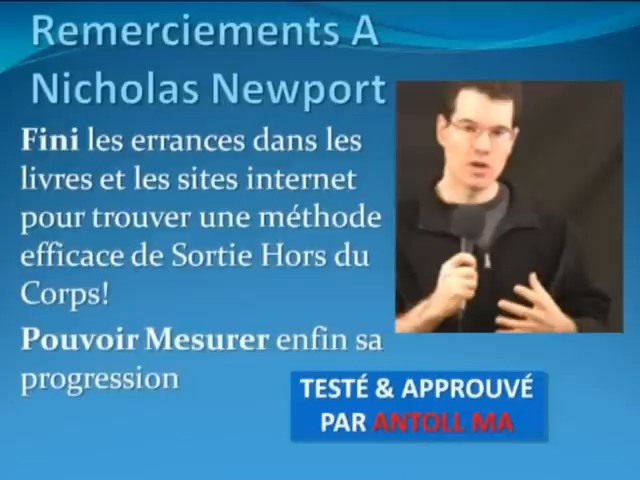 Remerciements A
Nicholas Newport
Fini les errances dans les
livres et les sites internet
pour trouver une méthode
efficace de Sortie Hors du
Corps!
Pouvoir Mesurer enfin sa
progression
TESTÉ & APPROUVÉ
PAR ANTOLL MA